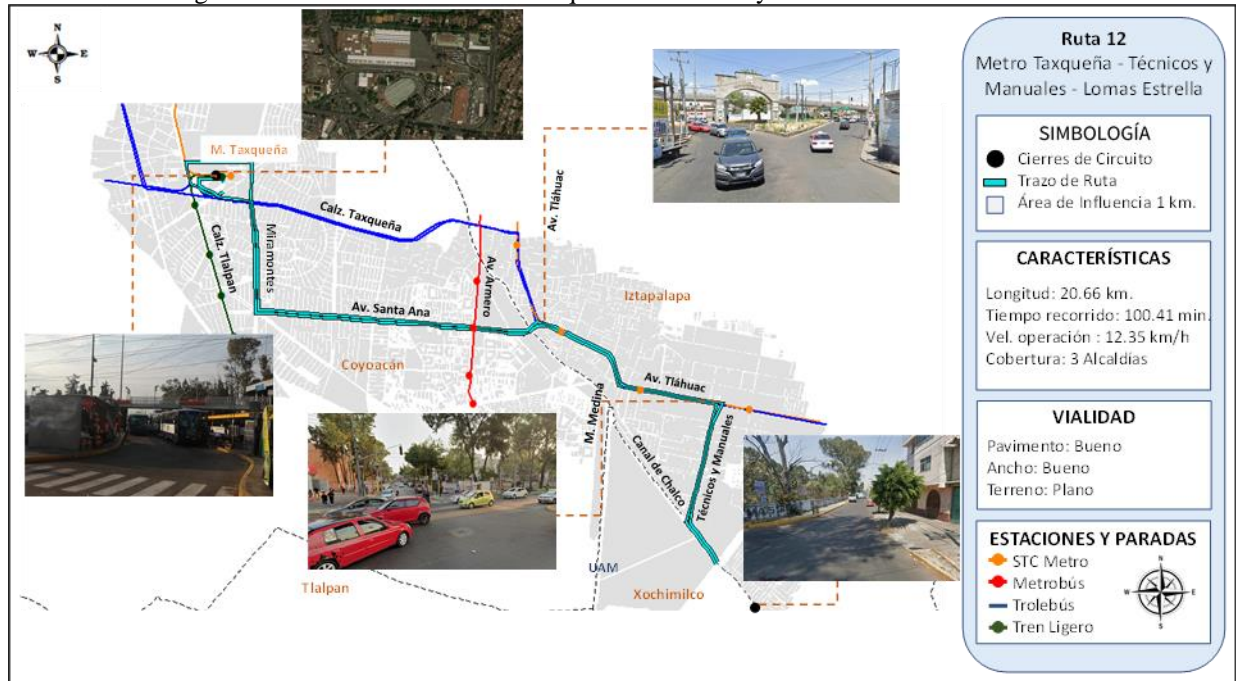 N
W
E
S
M. Taxqueña
Calz. Taxqueña
Calz. Tlalpan
Miramontes
Av. Santa Ana
Av. Armero
Av. Tláhuac
Iztapalapa
Coyoacán
Av. Tláhuac
M. Mediná
Canal de Chalco
Técnicos y Manuales
UAM
Tlalpan
Xochimilco
Ruta 12
Metro Taxqueña - Técnicos y
Manuales - Lomas Estrella
SIMBOLOGÍA
Cierres de Circuito
Trazo de Ruta
Área de Influencia 1 km.
CARACTERÍSTICAS
Longitud: 20.66 km.
Tiempo recorrido: 100.41 min.
Vel. operación : 12.35 km/h
Cobertura: 3 Alcaldías
VIALIDAD
Pavimento: Bueno
Ancho: Bueno
Terreno: Plano
ESTACIONES Y PARADAS
STC Metro
Metrobús
Trolebús
Tren Ligero
N
W
E
S